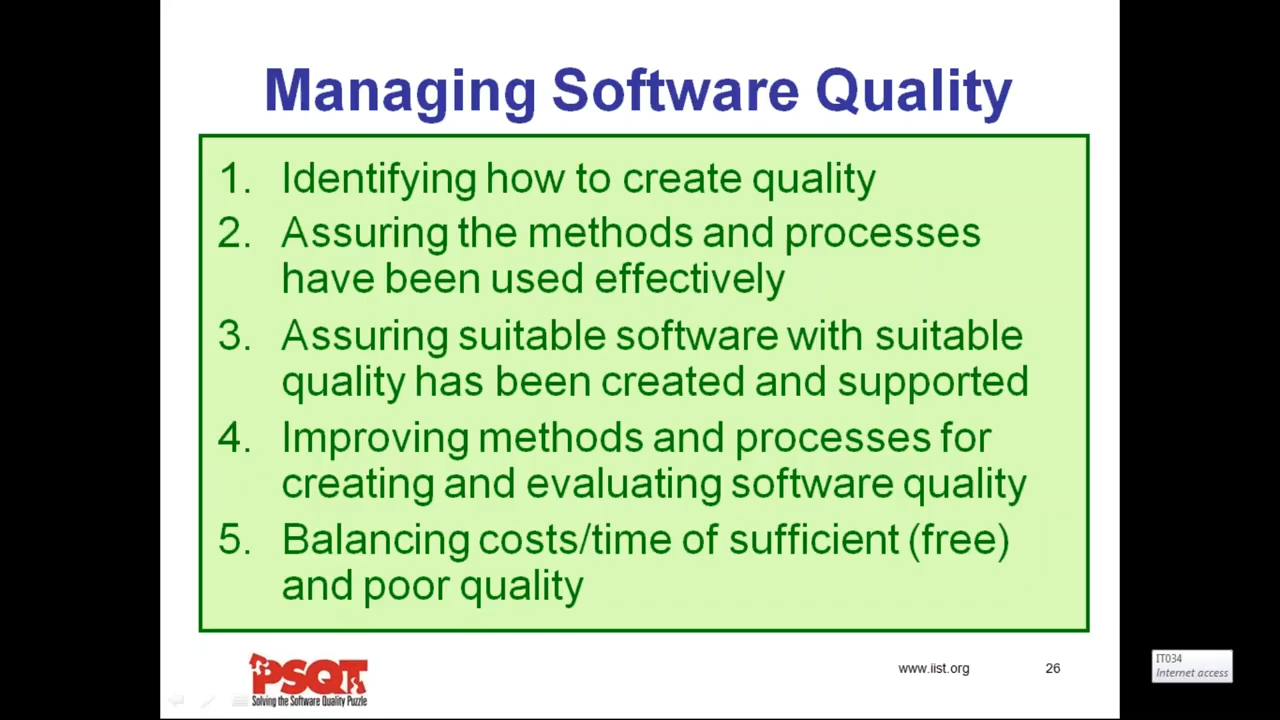 Managing Software Quality
1. Identifying how to create quality
2. Assuring the methods and processes
have been used effectively
3. Assuring suitable software with suitable
quality has been created and supported
4. Improving methods and processes for
creating and evaluating software quality
5. Balancing costs/time of sufficient (free)
and poor quality
PSQT
Solving the Software Quality Puzzle
www.iist.org
26
IT034
Internet access